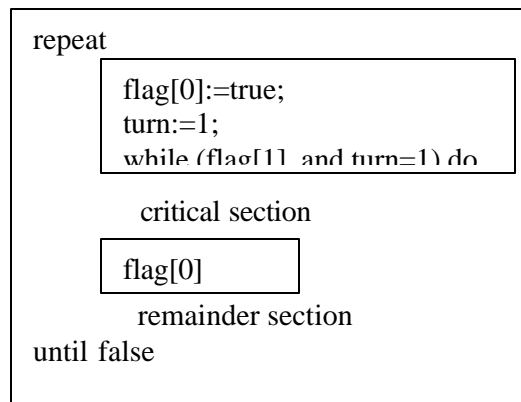 repeat
flag[0]:=true;
turn:=1;
while (flag[1] and turn=1) do
critical section
flag[0]
remainder section
until false